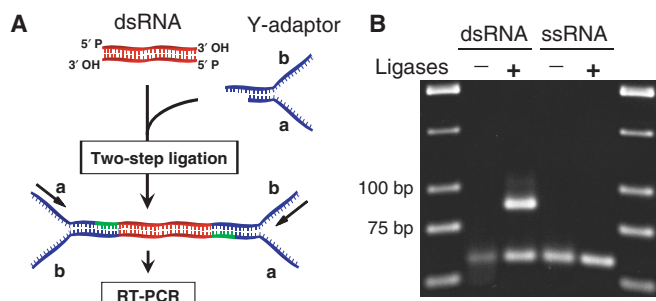 A
dsRNA
Y-adaptor
5′ P
3′ OH
3′ OH
5′ P
b
a
Two-step ligation
a
b
b
a
RT-PCR
B
dsRNA ssRNA
Ligases − + − +
100 bp
75 bp